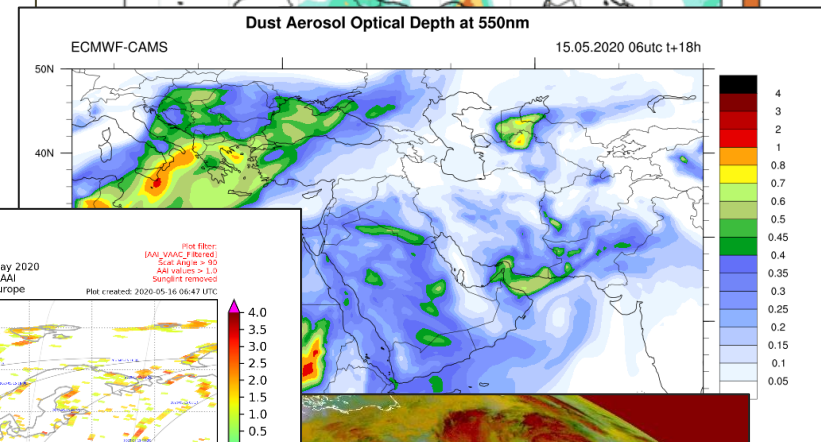 Dust Aerosol Optical Depth at 550nm
ECMWF-CAMS
15.05.2020 06utc t+18h
50N
40N
4
3
2
1
0.8
0.7
0.6
0.5
0.45
0.4
0.35
0.3
0.25
0.2
0.15
0.1
0.05
Plot filter:
[AAI_VAAC_Filtered]
Scat Angle > 90
AAI values > 1.0
Sunglint removed
ay 2020
AAI
urope
Plot created: 2020-05-16 06:47 UTC
4.0
3.5
3.0
2.5
2.0
1.5
1.0
0.5